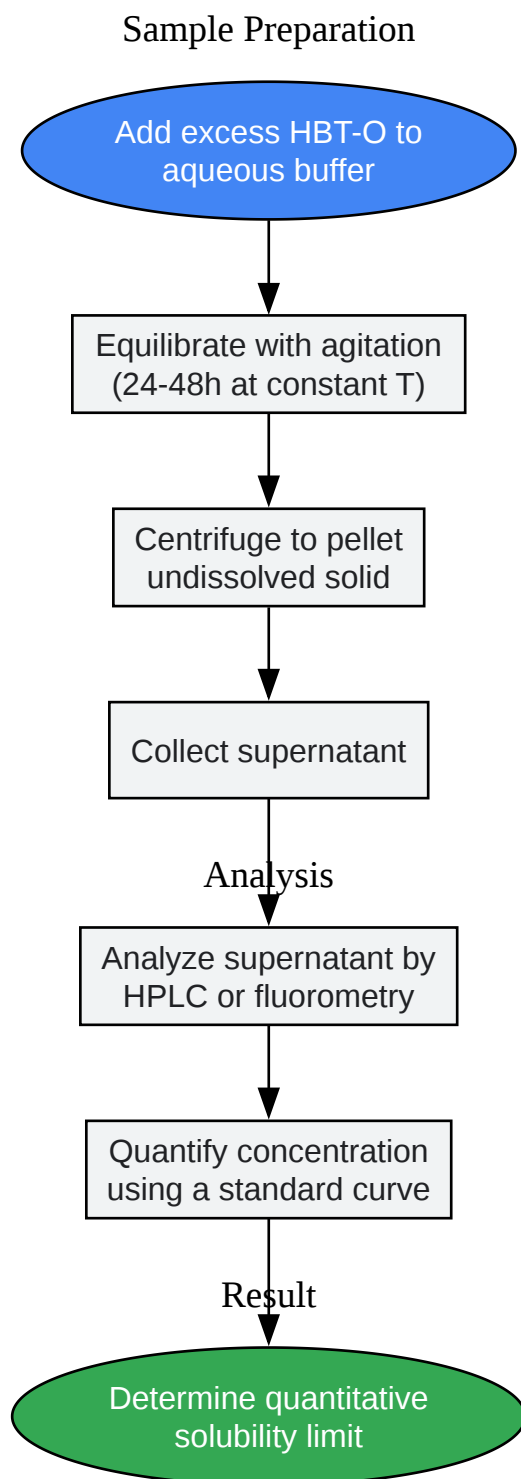 Sample Preparation
Add excess HBT-O to
aqueous buffer
Equilibrate with agitation
(24-48h at constant T)
Centrifuge to pellet
undissolved solid
Collect supernatant
Analysis
Analyze supernatant by
HPLC or fluorometry
Quantify concentration
using a standard curve
Result
Determine quantitative
solubility limit